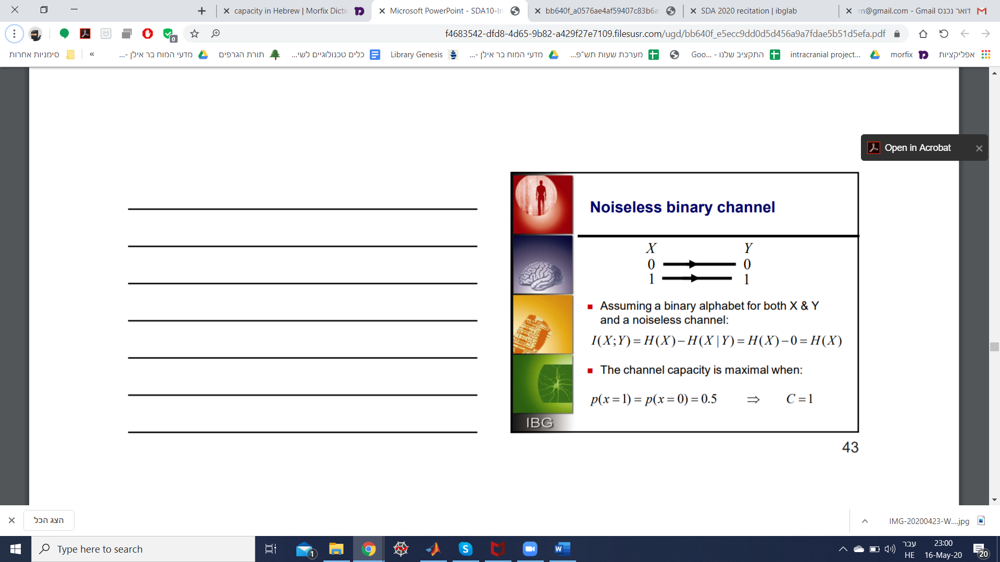 capacity in Hebrew | Morfix Dictio
Microsoft PowerPoint - SDA10-In
bb640f_a0576ae4af59407c83b6a
SDA 2020 recitation | ibglab
דואר נכנס - en@gmail.com - Gmail
f4683542-dfd8-4d65-9b82-a429f27e7109.filesusr.com/ugd/bb640f_e5ecc9dd0d5d456a9a7fdae5b51d5efa.pdf
0
אפליקציות
morfix
intracranial project...
התקציב שלנו - Goo...
מערכת שעות תש"פ...
מדעי המוח בר אילן -...
Library Genesis
כלים טכנולוגיים לשי...
תורת הגרפים
מדעי המוח בר אילן -...
«
סימניות אחרות
Open in Acrobat
Noiseless binary channel
X Y
0 0
1 1
Assuming a binary alphabet for both X & Y
and a noiseless channel:
I(X;Y) = H(X) − H(X | Y) = H(X) − 0 = H(X)
The channel capacity is maximal when:
p(x = 1) = p(x = 0) = 0.5 ⇒ C = 1
IBG
43
הצג הכל
IMG-20200423-W....jpg
Type here to search
1
S
W
עבר
HE
23:00
16-May-20
20